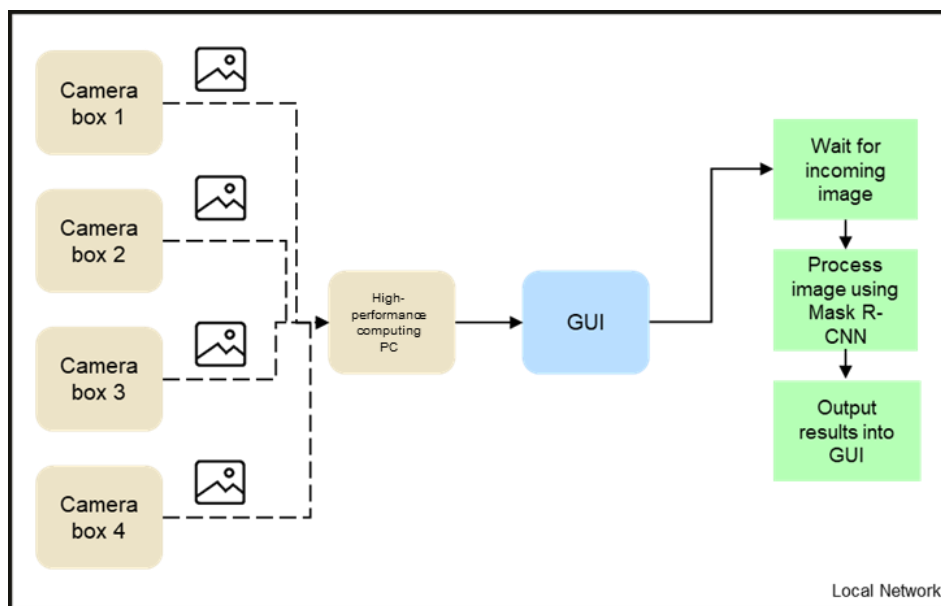 Camera
box 1
Camera
box 2
Camera
box 3
Camera
box 4
High-
performance
computing
PC
GUI
Wait for
incoming
image
Process
image using
Mask R-
CNN
Output
results into
GUI
Local Network